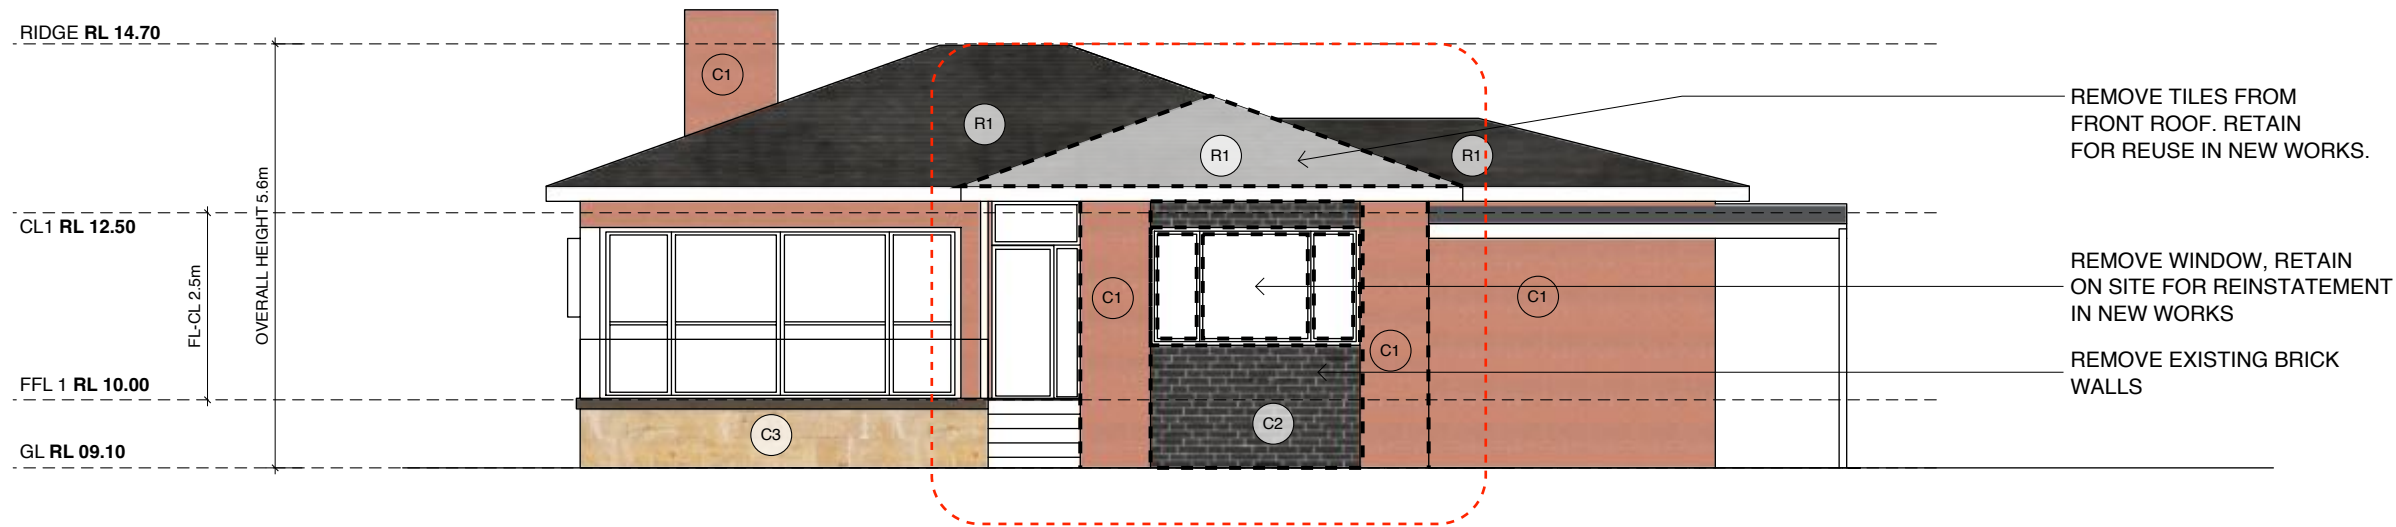 RIDGE RL 14.70
C1
R1
R1
R1
REMOVE TILES FROM
FRONT ROOF. RETAIN
FOR REUSE IN NEW WORKS.
OVERALL HEIGHT 5.6m
CL1 RL 12.50
FL-CL 2.5m
C1
C1
C1
REMOVE WINDOW, RETAIN
ON SITE FOR REINSTATEMENT
IN NEW WORKS
REMOVE EXISTING BRICK
WALLS
FFL 1 RL 10.00
C3
C2
GL RL 09.10